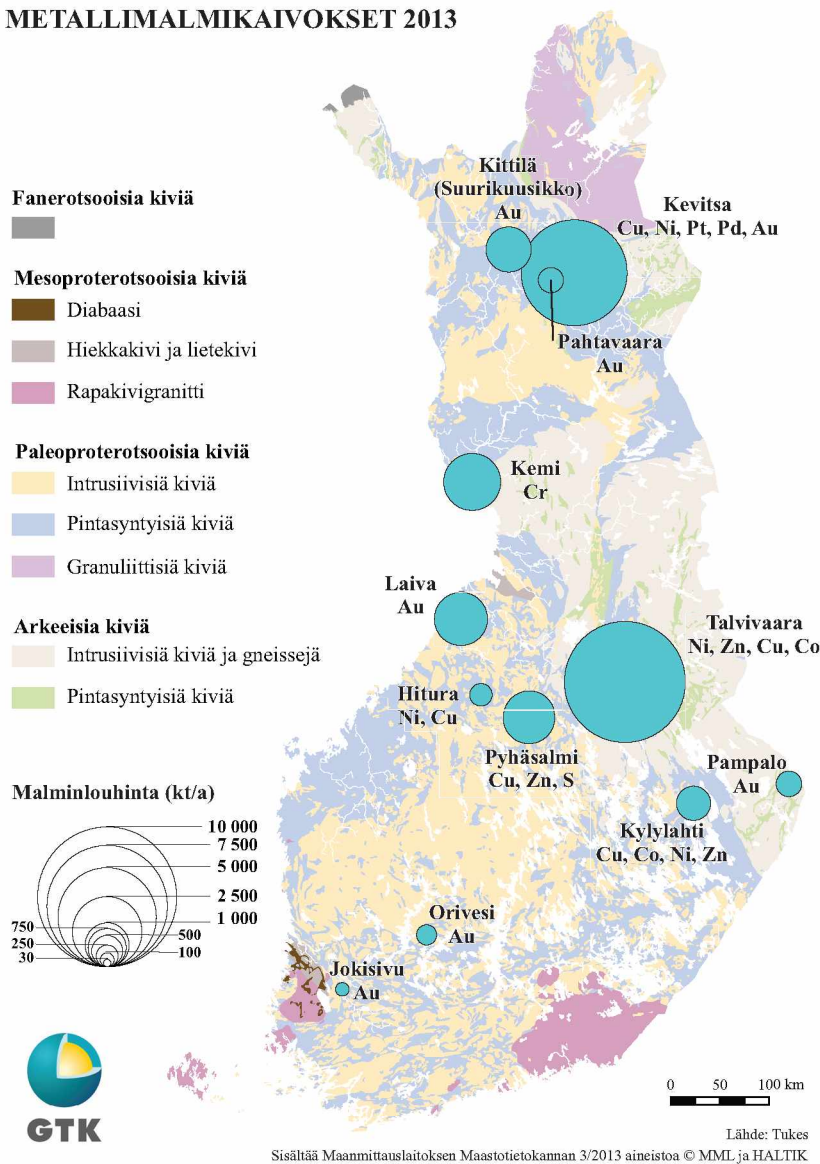 METALLIMALMIKAIVOKSET 2013
Fanerotsooisia kiviä
Mesoproterotsooisia kiviä
Diabaasi
Hiekkakivi ja lietekivi
Rapakivigranitti
Paleoproterotsooisia kiviä
Intrusiivisiä kiviä
Pintasyntyisiä kiviä
Granuliittisiä kiviä
Arkeeisia kiviä
Intrusiivisiä kiviä ja gneissejä
Pintasyntyisiä kiviä
Malminlouhinta (kt/a)
10 000
7 500
5 000
2 500
1 000
750
500
250
100
30
GTK
Kittilä
(Suurikuusikko)
Au
Kevitsa
Cu, Ni, Pt, Pd, Au
Pahtavaara
Au
Kemi
Cr
Laiva
Au
Talvivaara
Ni, Zn, Cu, Co
Hitura
Ni, Cu
Pyhäsalmi
Cu, Zn, S
Pampalo
Au
Kylylahti
Cu, Co, Ni, Zn
Orivesi
Au
Jokisivu
Au
0 50 100 km
Lähde: Tukes
Sisältää Maanmittauslaitoksen Maastotietokannan 3/2013 aineistoa © MML ja HALTIK